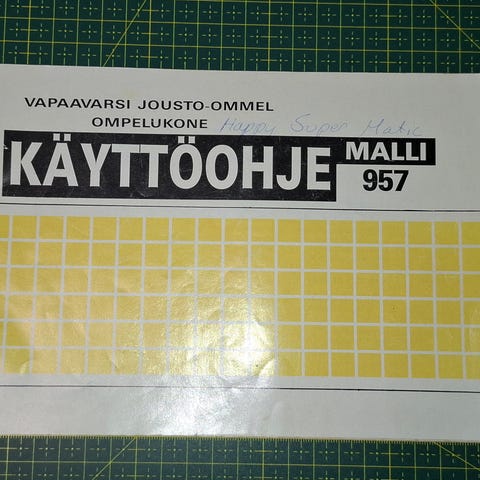 VAPAAVARSI JOUSTO-OMMEL
OMPELUKONE Happy Super Matic
KÄYTTÖOHJE MALLI
957